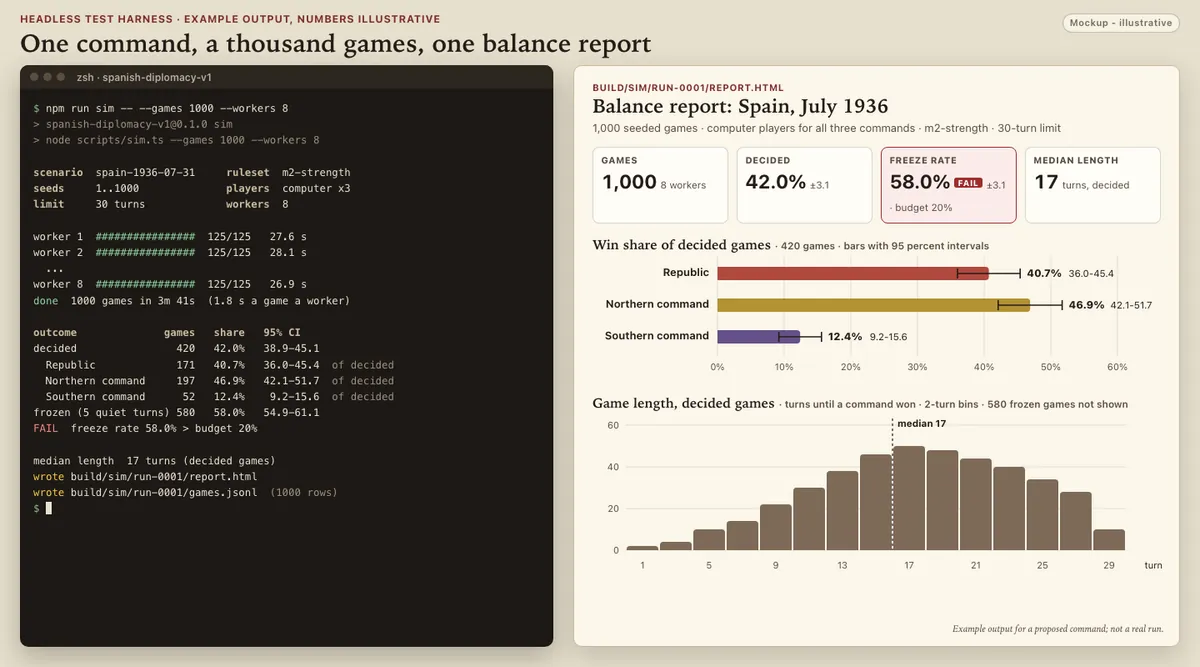 HEADLESS TEST HARNESS · EXAMPLE OUTPUT, NUMBERS ILLUSTRATIVE
One command, a thousand games, one balance report
Mockup - illustrative
zsh · spanish-diplomacy-v1
$ npm run sim -- --games 1000 --workers 8
> spanish-diplomacy-v1@0.1.0 sim
> node scripts/sim.ts --games 1000 --workers 8
scenario spain-1936-07-31 ruleset m2-strength
seeds 1..1000 players computer x3
limit 30 turns workers 8
worker 1 ################ 125/125 27.6 s
worker 2 ################ 125/125 28.1 s
...
worker 8 ################ 125/125 26.9 s
done 1000 games in 3m 41s (1.8 s a game a worker)
outcome games share 95% CI
decided 420 42.0% 38.9–45.1
Republic 171 40.7% 36.0–45.4 of decided
Northern command 197 46.9% 42.1–51.7 of decided
Southern command 52 12.4% 9.2–15.6 of decided
frozen (5 quiet turns) 580 58.0% 54.9–61.1
FAIL freeze rate 58.0% > budget 20%
median length 17 turns (decided games)
wrote build/sim/run-0001/report.html
wrote build/sim/run-0001/games.jsonl (1000 rows)
$
BUILD/SIM/RUN-0001/REPORT.HTML
Balance report: Spain, July 1936
1,000 seeded games · computer players for all three commands · m2-strength · 30-turn limit
GAMES
1,000 8 workers
DECIDED
42.0% ±3.1
FREEZE RATE
58.0% FAIL ±3.1
· budget 20%
MEDIAN LENGTH
17 turns, decided
Win share of decided games · 420 games · bars with 95 percent intervals
Republic 40.7% 36.0-45.4
Northern command 46.9% 42.1-51.7
Southern command 12.4% 9.2-15.6
0% 10% 20% 30% 40% 50% 60%
Game length, decided games · turns until a command won · 2-turn bins · 580 frozen games not shown
median 17
60
40
20
0
1 5 9 13 17 21 25 29 turn
Example output for a proposed command; not a real run.